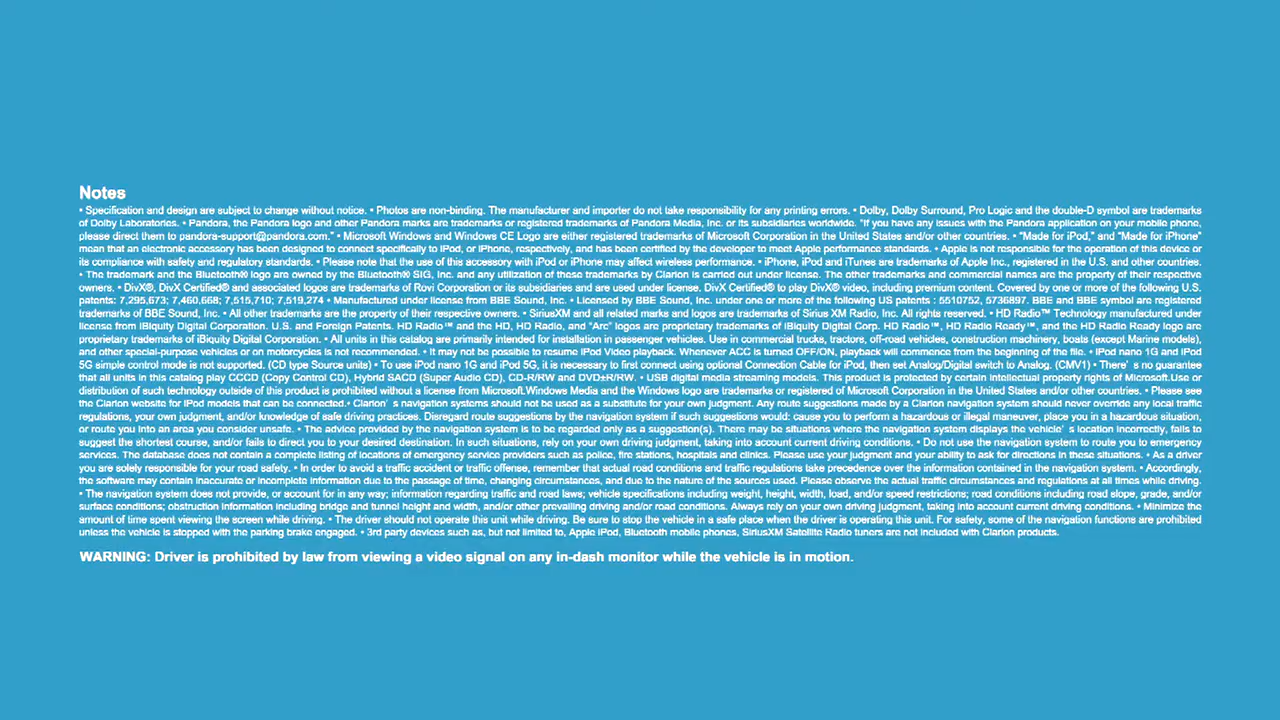 Notes
• Specification and design are subject to change without notice. • Photos are non-binding. The manufacturer and importer do not take responsibility for any printing errors. • Dolby, Dolby Surround, Pro Logic and the double-D symbol are trademarks
of Dolby Laboratories. • Pandora, the Pandora logo and other Pandora marks are trademarks or registered trademarks of Pandora Media, Inc. or its subsidiaries worldwide. "If you have any issues with the Pandora application on your mobile phone,
please direct them to pandora-support@pandora.com." • Microsoft Windows and Windows CE Logo are either registered trademarks of Microsoft Corporation in the United States and/or other countries. • "Made for iPod," and "Made for iPhone"
mean that an electronic accessory has been designed to connect specifically to iPod, or iPhone, respectively, and has been certified by the developer to meet Apple performance standards. • Apple is not responsible for the operation of this device or
its compliance with safety and regulatory standards. • Please note that the use of this accessory with iPod or iPhone may affect wireless performance. • iPhone, iPod and iTunes are trademarks of Apple Inc., registered in the U.S. and other countries.
• The trademark and the Bluetooth® logo are owned by the Bluetooth® SIG, Inc. and any utilization of these trademarks by Clarion is carried out under license. The other trademarks and commercial names are the property of their respective
owners. • DivX®, DivX Certified® and associated logos are trademarks of Rovi Corporation or its subsidiaries and are used under license. DivX Certified® to play DivX® video, including premium content. Covered by one or more of the following U.S.
patents: 7,295,673; 7,460,668; 7,515,710; 7,519,274 • Manufactured under license from BBE Sound, Inc. • Licensed by BBE Sound, Inc. under one or more of the following US patents : 5510752, 5736897. BBE and BBE symbol are registered
trademarks of BBE Sound, Inc. • All other trademarks are the property of their respective owners. • SiriusXM and all related marks and logos are trademarks of Sirius XM Radio, Inc. All rights reserved. • HD Radio™ Technology manufactured under
license from iBiquity Digital Corporation. U.S. and Foreign Patents. HD Radio™ and the HD, HD Radio, and "Arc" logos are proprietary trademarks of iBiquity Digital Corp. HD Radio™, HD Radio Ready™, and the HD Radio Ready logo are
proprietary trademarks of iBiquity Digital Corporation. • All units in this catalog are primarily intended for installation in passenger vehicles. Use in commercial trucks, tractors, off-road vehicles, construction machinery, boats (except Marine models),
and other special-purpose vehicles or on motorcycles is not recommended. • It may not be possible to resume iPod Video playback. Whenever ACC is turned OFF/ON, playback will commence from the beginning of the file. • iPod nano 1G and iPod
5G simple control mode is not supported. (CD type Source units) • To use iPod nano 1G and iPod 5G, it is necessary to first connect using optional Connection Cable for iPod, then set Analog/Digital switch to Analog. (CMV1) • There's no guarantee
that all units in this catalog play CCCD (Copy Control CD), Hybrid SACD (Super Audio CD), CD-R/RW and DVD±R/RW. • USB digital media streaming models. This product is protected by certain intellectual property rights of Microsoft.Use or
distribution of such technology outside of this product is prohibited without a license from Microsoft.Windows Media and the Windows logo are trademarks or registered of Microsoft Corporation in the United States and/or other countries. • Please see
the Clarion website for iPod models that can be connected.• Clarion's navigation systems should not be used as a substitute for your own judgment. Any route suggestions made by a Clarion navigation system should never override any local traffic
regulations, your own judgment, and/or knowledge of safe driving practices. Disregard route suggestions by the navigation system if such suggestions would: cause you to perform a hazardous or illegal maneuver, place you in a hazardous situation,
or route you into an area you consider unsafe. • The advice provided by the navigation system is to be regarded only as a suggestion(s). There may be situations where the navigation system displays the vehicle's location incorrectly, fails to
suggest the shortest course, and/or fails to direct you to your desired destination. In such situations, rely on your own driving judgment, taking into account current driving conditions. • Do not use the navigation system to route you to emergency
services. The database does not contain a complete listing of locations of emergency service providers such as police, fire stations, hospitals and clinics. Please use your judgment and your ability to ask for directions in these situations. • As a driver
you are solely responsible for your road safety. • In order to avoid a traffic accident or traffic offense, remember that actual road conditions and traffic regulations take precedence over the information contained in the navigation system. • Accordingly,
the software may contain inaccurate or incomplete information due to the passage of time, changing circumstances, and due to the nature of the sources used. Please observe the actual traffic circumstances and regulations at all times while driving.
• The navigation system does not provide, or account for in any way; information regarding traffic and road laws; vehicle specifications including weight, height, width, load, and/or speed restrictions; road conditions including road slope, grade, and/or
surface conditions; obstruction information including bridge and tunnel height and width, and/or other prevailing driving and/or road conditions. Always rely on your own driving judgment, taking into account current driving conditions. • Minimize the
amount of time spent viewing the screen while driving. • The driver should not operate this unit while driving. Be sure to stop the vehicle in a safe place when the driver is operating this unit. For safety, some of the navigation functions are prohibited
unless the vehicle is stopped with the parking brake engaged. • 3rd party devices such as, but not limited to, Apple iPod, Bluetooth mobile phones, SiriusXM Satellite Radio tuners are not included with Clarion products.
WARNING: Driver is prohibited by law from viewing a video signal on any in-dash monitor while the vehicle is in motion.